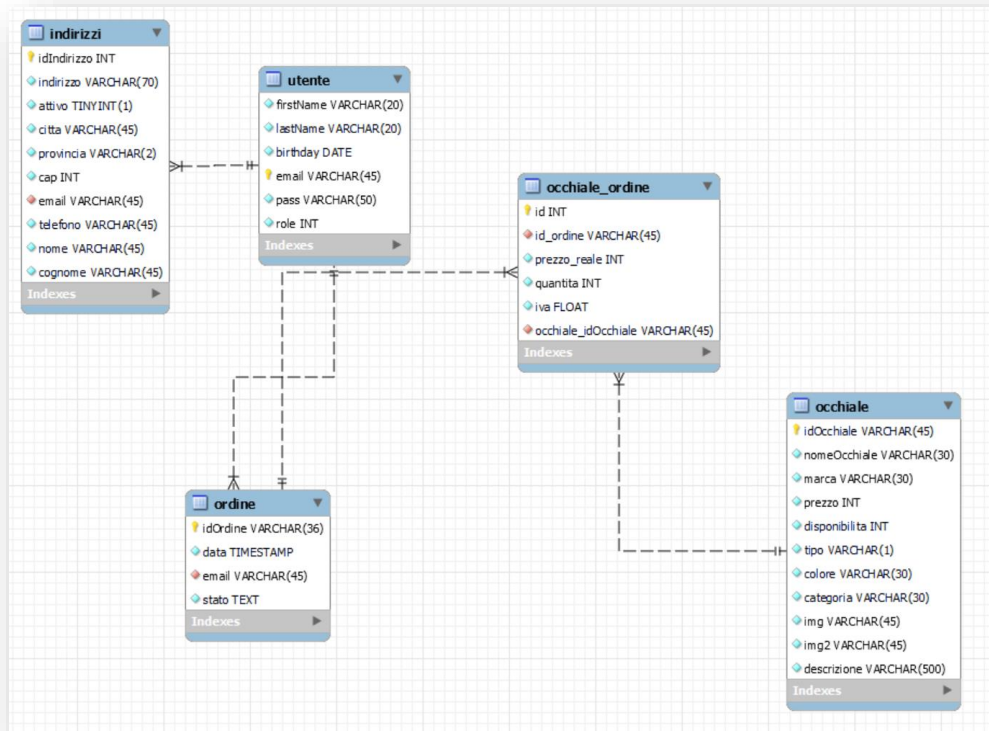 indirizzi
idIndirizzo INT
indirizzo VARCHAR(70)
attivo TINYINT(1)
citta VARCHAR(45)
provincia VARCHAR(2)
cap INT
email VARCHAR(45)
telefono VARCHAR(45)
nome VARCHAR(45)
cognome VARCHAR(45)
Indexes
utente
firstName VARCHAR(20)
lastName VARCHAR(20)
birthday DATE
email VARCHAR(45)
pass VARCHAR(50)
role INT
Indexes
occhiale_ordine
id INT
id_ordine VARCHAR(45)
prezzo_reale INT
quantita INT
iva FLOAT
occhiale_idOcchiale VARCHAR(45)
Indexes
occhiale
idOcchiale VARCHAR(45)
nomeOcchiale VARCHAR(30)
marca VARCHAR(30)
prezzo INT
disponibilita INT
tipo VARCHAR(1)
colore VARCHAR(30)
categoria VARCHAR(30)
img VARCHAR(45)
img2 VARCHAR(45)
descrizione VARCHAR(500)
Indexes
ordine
idOrdine VARCHAR(36)
data TIMESTAMP
email VARCHAR(45)
stato TEXT
Indexes